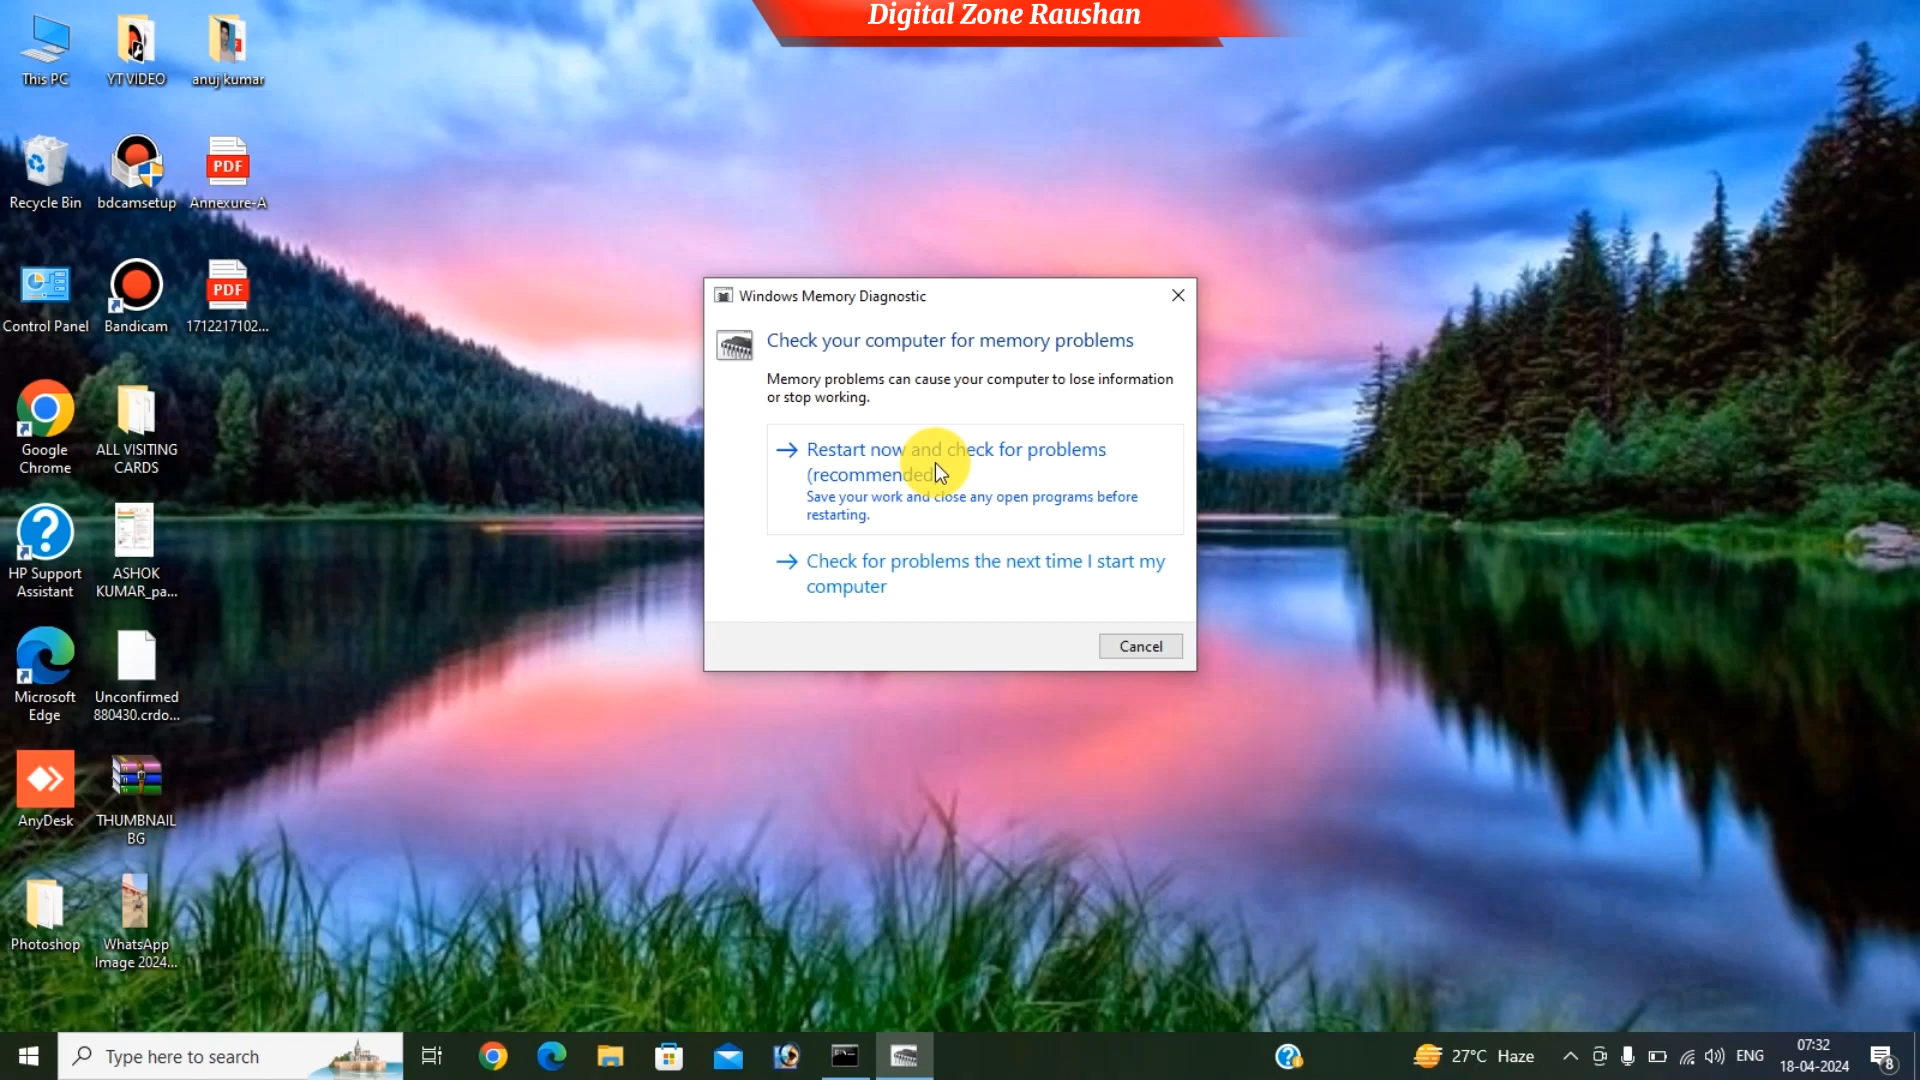 Digital Zone Raushan
This PC
YT VIDEO
anuj kumar
Recycle Bin
bdcamsetup
PDF
Annexure-A
Control Panel
Bandicam
PDF
1712217102...
Google
Chrome
ALL VISITING
CARDS
HP Support
Assistant
ASHOK
KUMAR_pa...
Microsoft
Edge
Unconfirmed
880430.crdo...
AnyDesk
THUMBNAIL
BG
Photoshop
WhatsApp
Image 2024...
Windows Memory Diagnostic
Check your computer for memory problems
Memory problems can cause your computer to lose information
or stop working.
Restart now and check for problems
(recommended)
Save your work and close any open programs before
restarting.
Check for problems the next time I start my
computer
Cancel
Type here to search
27°C Haze
ENG
07:32
18-04-2024
8